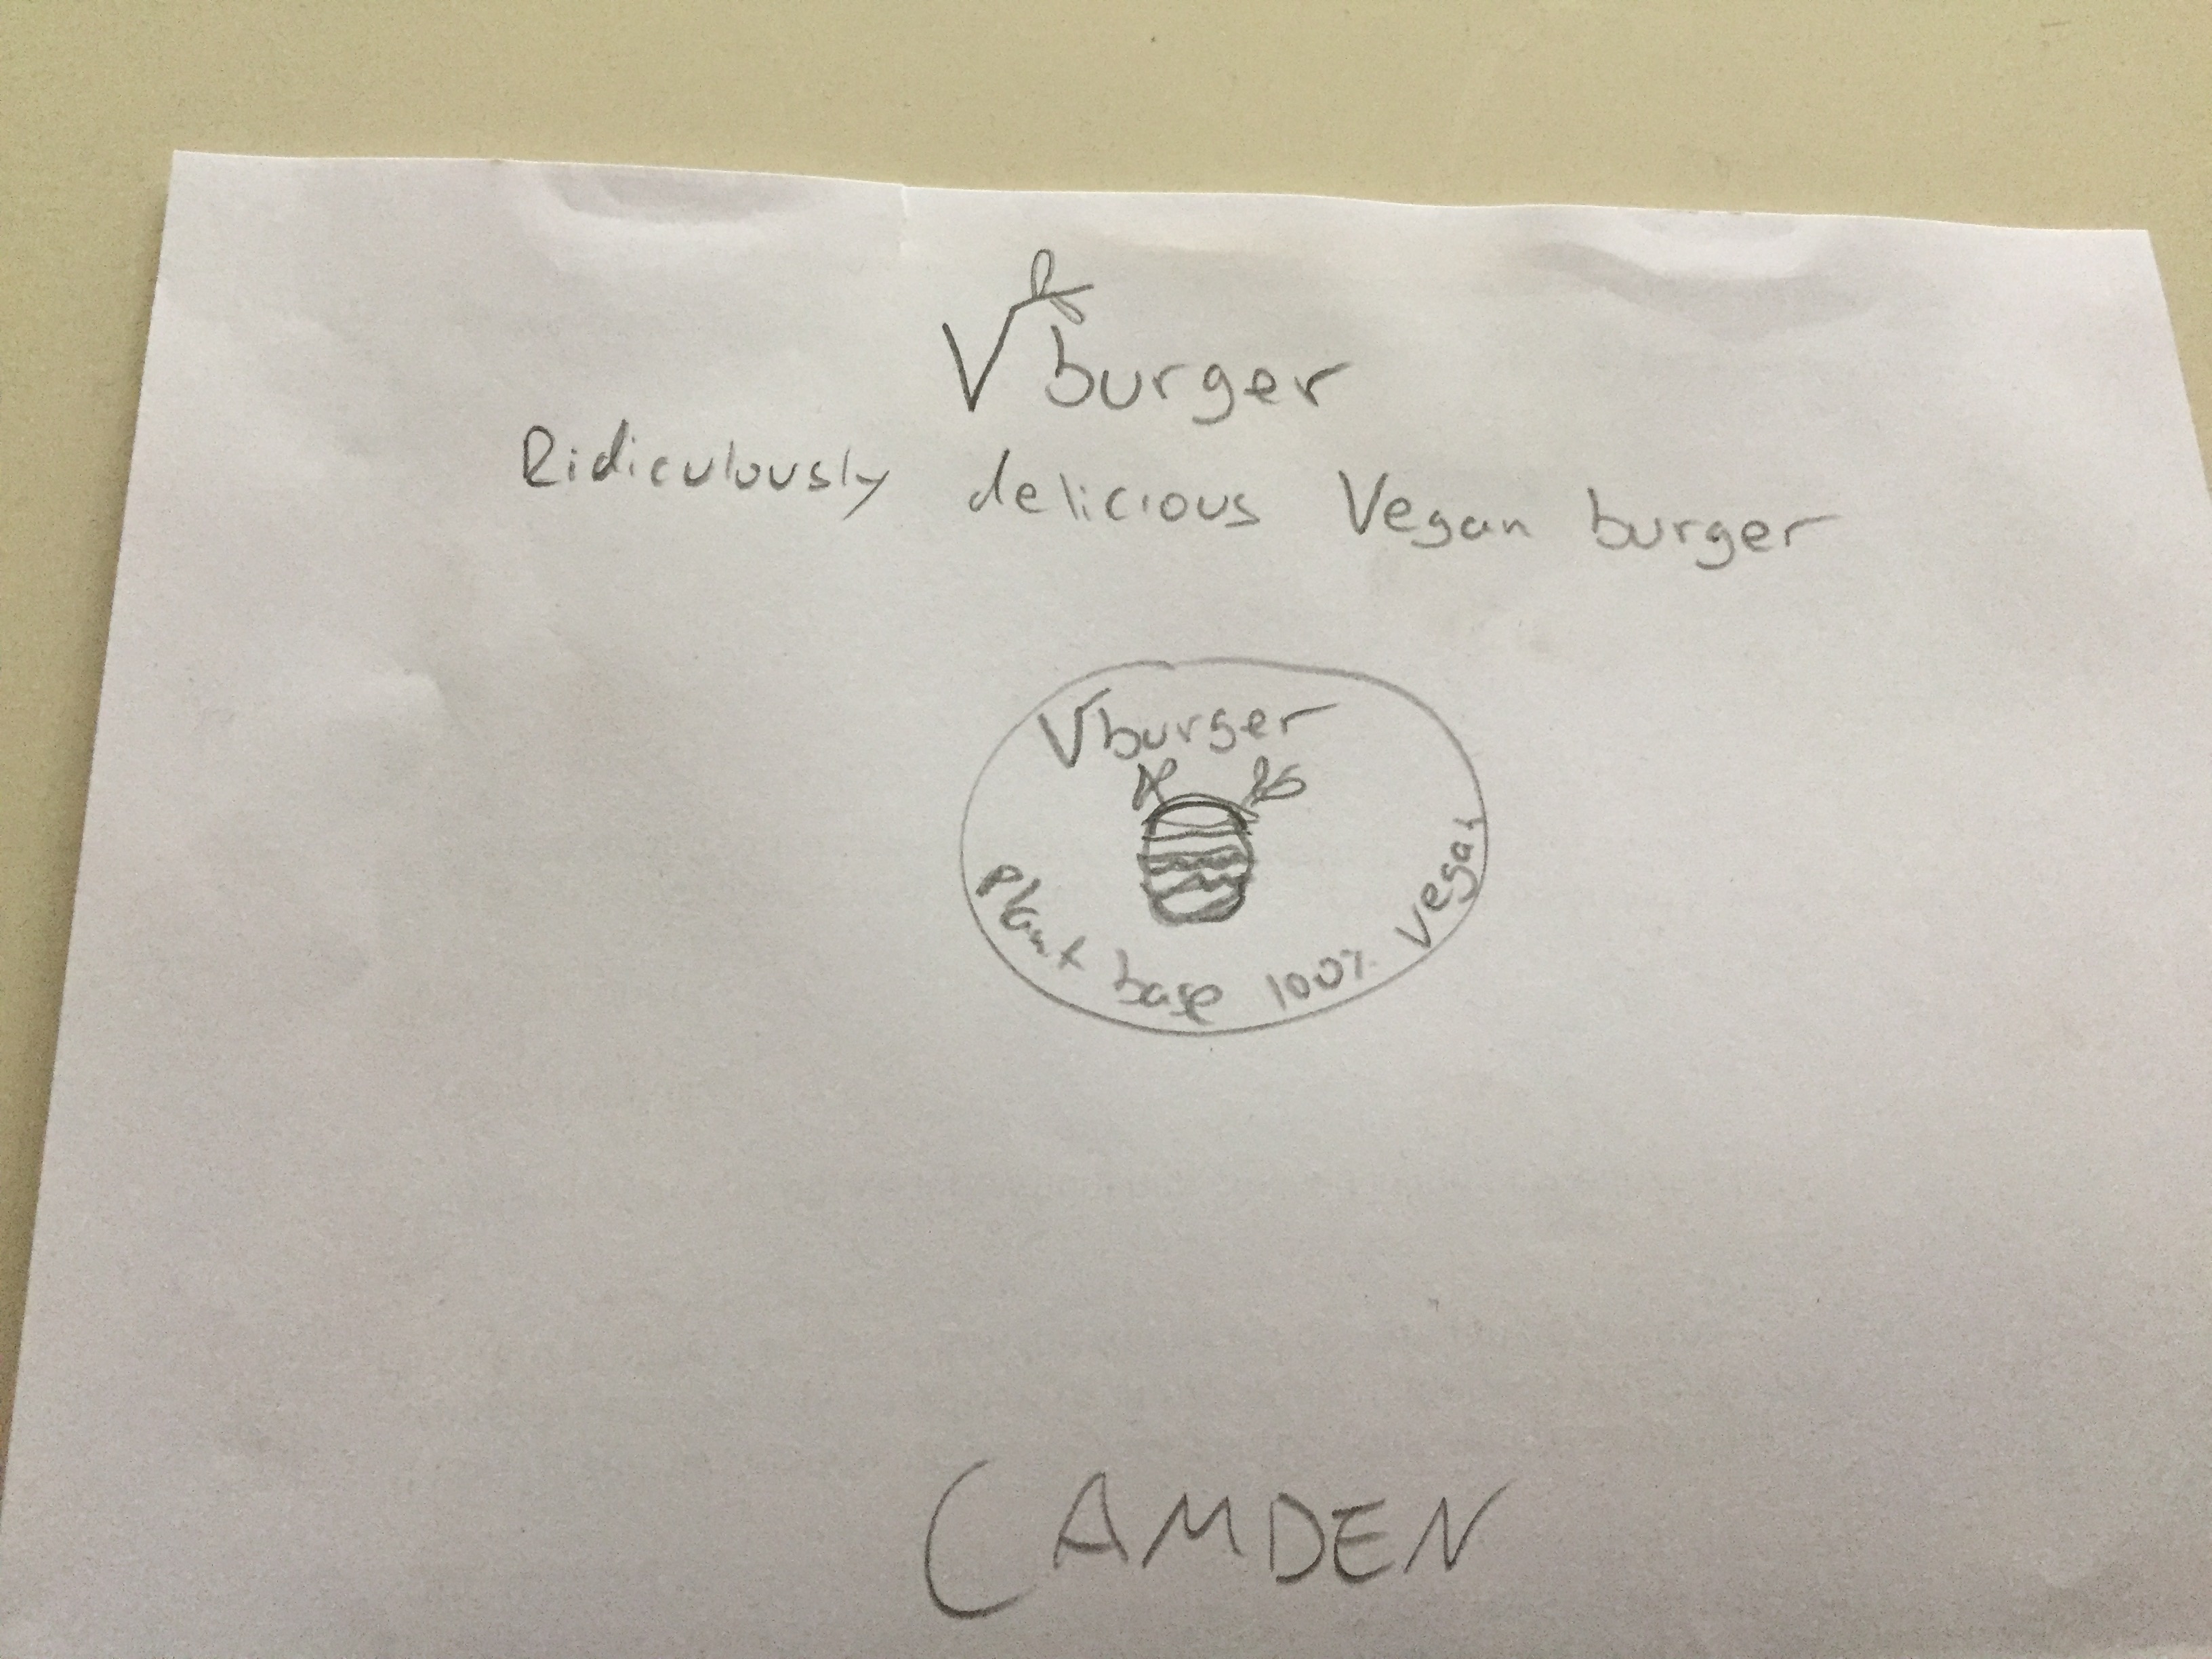 Vburger
Ridiculously delicious Vegan burger
Vburger
Plant base 100% Vegan
CAMDEN